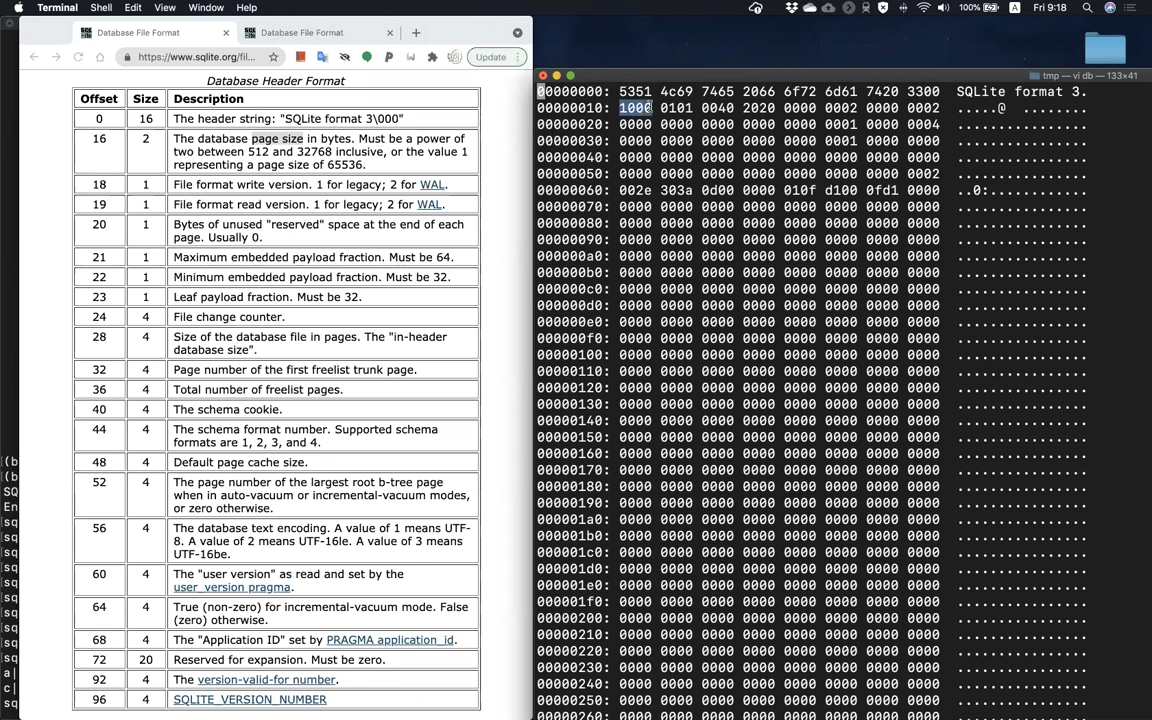 Terminal Shell Edit View Window Help
100% Fri 9:18
Database File Format
Database File Format
https://www.sqlite.org/fil...
Update
Database Header Format
Offset Size Description
0 16 The header string: "SQLite format 3\000"
16 2 The database page size in bytes. Must be a power of
two between 512 and 32768 inclusive, or the value 1
representing a page size of 65536.
18 1 File format write version. 1 for legacy; 2 for WAL.
19 1 File format read version. 1 for legacy; 2 for WAL.
20 1 Bytes of unused "reserved" space at the end of each
page. Usually 0.
21 1 Maximum embedded payload fraction. Must be 64.
22 1 Minimum embedded payload fraction. Must be 32.
23 1 Leaf payload fraction. Must be 32.
24 4 File change counter.
28 4 Size of the database file in pages. The "in-header
database size".
32 4 Page number of the first freelist trunk page.
36 4 Total number of freelist pages.
40 4 The schema cookie.
44 4 The schema format number. Supported schema
formats are 1, 2, 3, and 4.
48 4 Default page cache size.
52 4 The page number of the largest root b-tree page
when in auto-vacuum or incremental-vacuum modes,
or zero otherwise.
56 4 The database text encoding. A value of 1 means UTF-
8. A value of 2 means UTF-16le. A value of 3 means
UTF-16be.
60 4 The "user version" as read and set by the
user_version pragma.
64 4 True (non-zero) for incremental-vacuum mode. False
(zero) otherwise.
68 4 The "Application ID" set by PRAGMA application_id.
72 20 Reserved for expansion. Must be zero.
92 4 The version-valid-for number.
96 4 SQLITE_VERSION_NUMBER
(b
(b
SQ
En
sq
sq
sq
sq
sq
sq
sq
sq
sq
sq
a|
c|
sq
tmp — vi db — 133×41
00000000: 5351 4c69 7465 2066 6f72 6d61 7420 3300 SQLite format 3.
00000010: 1000 0101 0040 2020 0000 0002 0000 0002 .....@ ........
00000020: 0000 0000 0000 0000 0000 0001 0000 0004 ................
00000030: 0000 0000 0000 0000 0000 0001 0000 0000 ................
00000040: 0000 0000 0000 0000 0000 0000 0000 0000 ................
00000050: 0000 0000 0000 0000 0000 0000 0000 0002 ................
00000060: 002e 303a 0d00 0000 010f d100 0fd1 0000 ..0:............
00000070: 0000 0000 0000 0000 0000 0000 0000 0000 ................
00000080: 0000 0000 0000 0000 0000 0000 0000 0000 ................
00000090: 0000 0000 0000 0000 0000 0000 0000 0000 ................
000000a0: 0000 0000 0000 0000 0000 0000 0000 0000 ................
000000b0: 0000 0000 0000 0000 0000 0000 0000 0000 ................
000000c0: 0000 0000 0000 0000 0000 0000 0000 0000 ................
000000d0: 0000 0000 0000 0000 0000 0000 0000 0000 ................
000000e0: 0000 0000 0000 0000 0000 0000 0000 0000 ................
000000f0: 0000 0000 0000 0000 0000 0000 0000 0000 ................
00000100: 0000 0000 0000 0000 0000 0000 0000 0000 ................
00000110: 0000 0000 0000 0000 0000 0000 0000 0000 ................
00000120: 0000 0000 0000 0000 0000 0000 0000 0000 ................
00000130: 0000 0000 0000 0000 0000 0000 0000 0000 ................
00000140: 0000 0000 0000 0000 0000 0000 0000 0000 ................
00000150: 0000 0000 0000 0000 0000 0000 0000 0000 ................
00000160: 0000 0000 0000 0000 0000 0000 0000 0000 ................
00000170: 0000 0000 0000 0000 0000 0000 0000 0000 ................
00000180: 0000 0000 0000 0000 0000 0000 0000 0000 ................
00000190: 0000 0000 0000 0000 0000 0000 0000 0000 ................
000001a0: 0000 0000 0000 0000 0000 0000 0000 0000 ................
000001b0: 0000 0000 0000 0000 0000 0000 0000 0000 ................
000001c0: 0000 0000 0000 0000 0000 0000 0000 0000 ................
000001d0: 0000 0000 0000 0000 0000 0000 0000 0000 ................
000001e0: 0000 0000 0000 0000 0000 0000 0000 0000 ................
000001f0: 0000 0000 0000 0000 0000 0000 0000 0000 ................
00000200: 0000 0000 0000 0000 0000 0000 0000 0000 ................
00000210: 0000 0000 0000 0000 0000 0000 0000 0000 ................
00000220: 0000 0000 0000 0000 0000 0000 0000 0000 ................
00000230: 0000 0000 0000 0000 0000 0000 0000 0000 ................
00000240: 0000 0000 0000 0000 0000 0000 0000 0000 ................
00000250: 0000 0000 0000 0000 0000 0000 0000 0000 ................
00000260: 0000 0000 0000 0000 0000 0000 0000 0000 ................